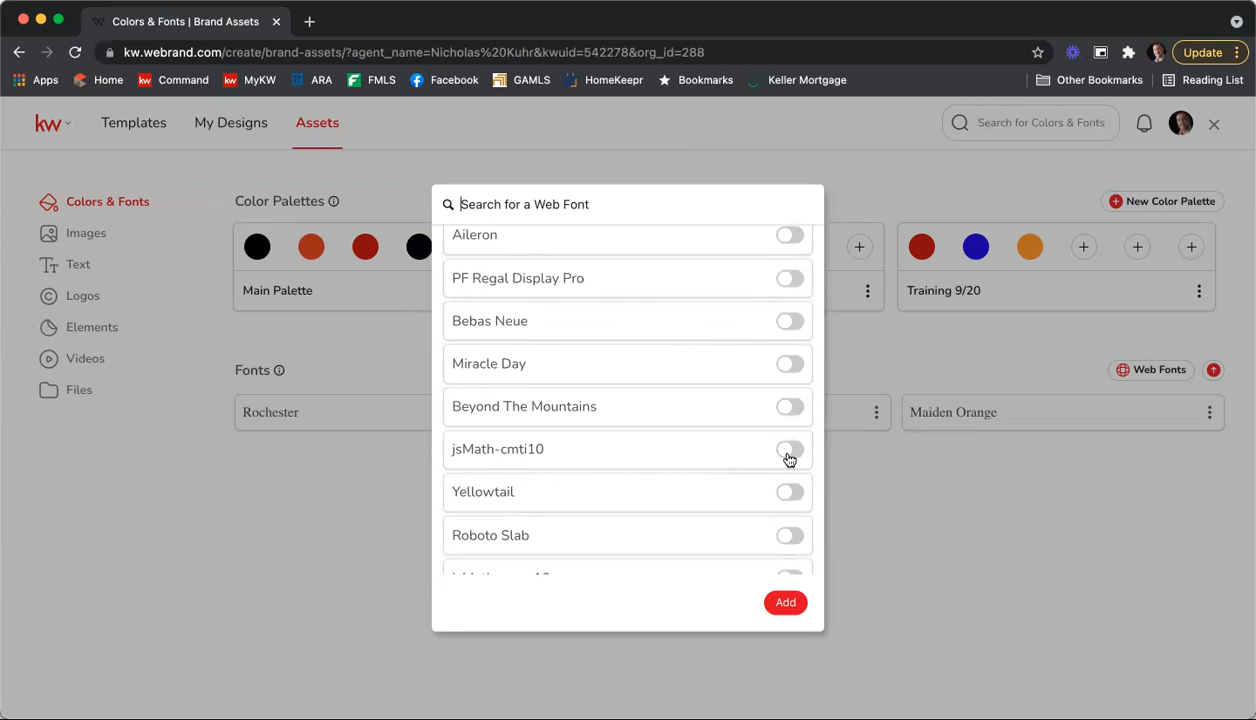 Colors & Fonts | Brand Assets
kw.webrand.com/create/brand-assets/?agent_name=Nicholas%20Kuhr&kwuid=542278&org_id=288
Update
Apps Home kw Command kw MyKW ARA FMLS Facebook GAMLS HomeKeepr Bookmarks Keller Mortgage Other Bookmarks Reading List
kw Templates My Designs Assets Search for Colors & Fonts
Colors & Fonts
Images
Text
Logos
Elements
Videos
Files
Color Palettes
New Color Palette
Main Palette
Training 9/20
Fonts
Web Fonts
Rochester
Maiden Orange
Search for a Web Font
Aileron
PF Regal Display Pro
Bebas Neue
Miracle Day
Beyond The Mountains
jsMath-cmti10
Yellowtail
Roboto Slab
Add